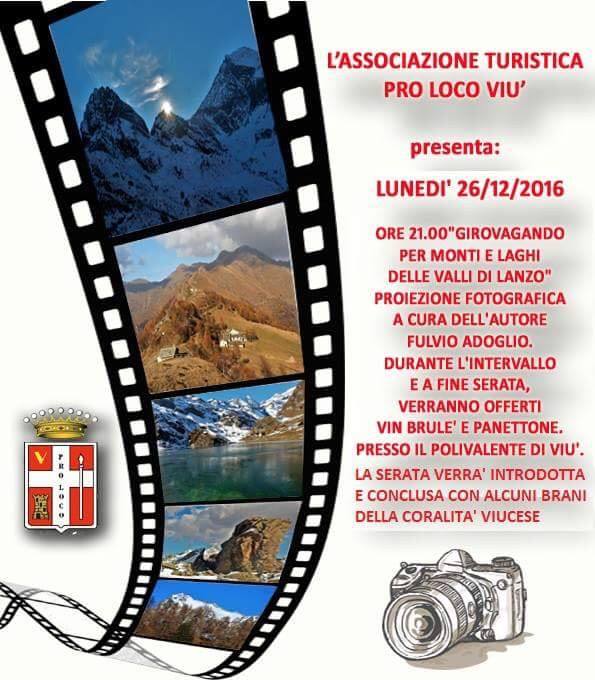 L'ASSOCIAZIONE TURISTICA
PRO LOCO VIU'
presenta:
LUNEDI' 26/12/2016
ORE 21.00"GIROVAGANDO
PER MONTI E LAGHI
DELLE VALLI DI LANZO"
PROIEZIONE FOTOGRAFICA
A CURA DELL'AUTORE
FULVIO ADOGLIO.
DURANTE L'INTERVALLO
E A FINE SERATA,
VERRANNO OFFERTI
VIN BRULE' E PANETTONE.
PRESSO IL POLIVALENTE DI VIU'.
LA SERATA VERRA' INTRODOTTA
E CONCLUSA CON ALCUNI BRANI
DELLA CORALITA' VIUCESE
V
PRO LOCO